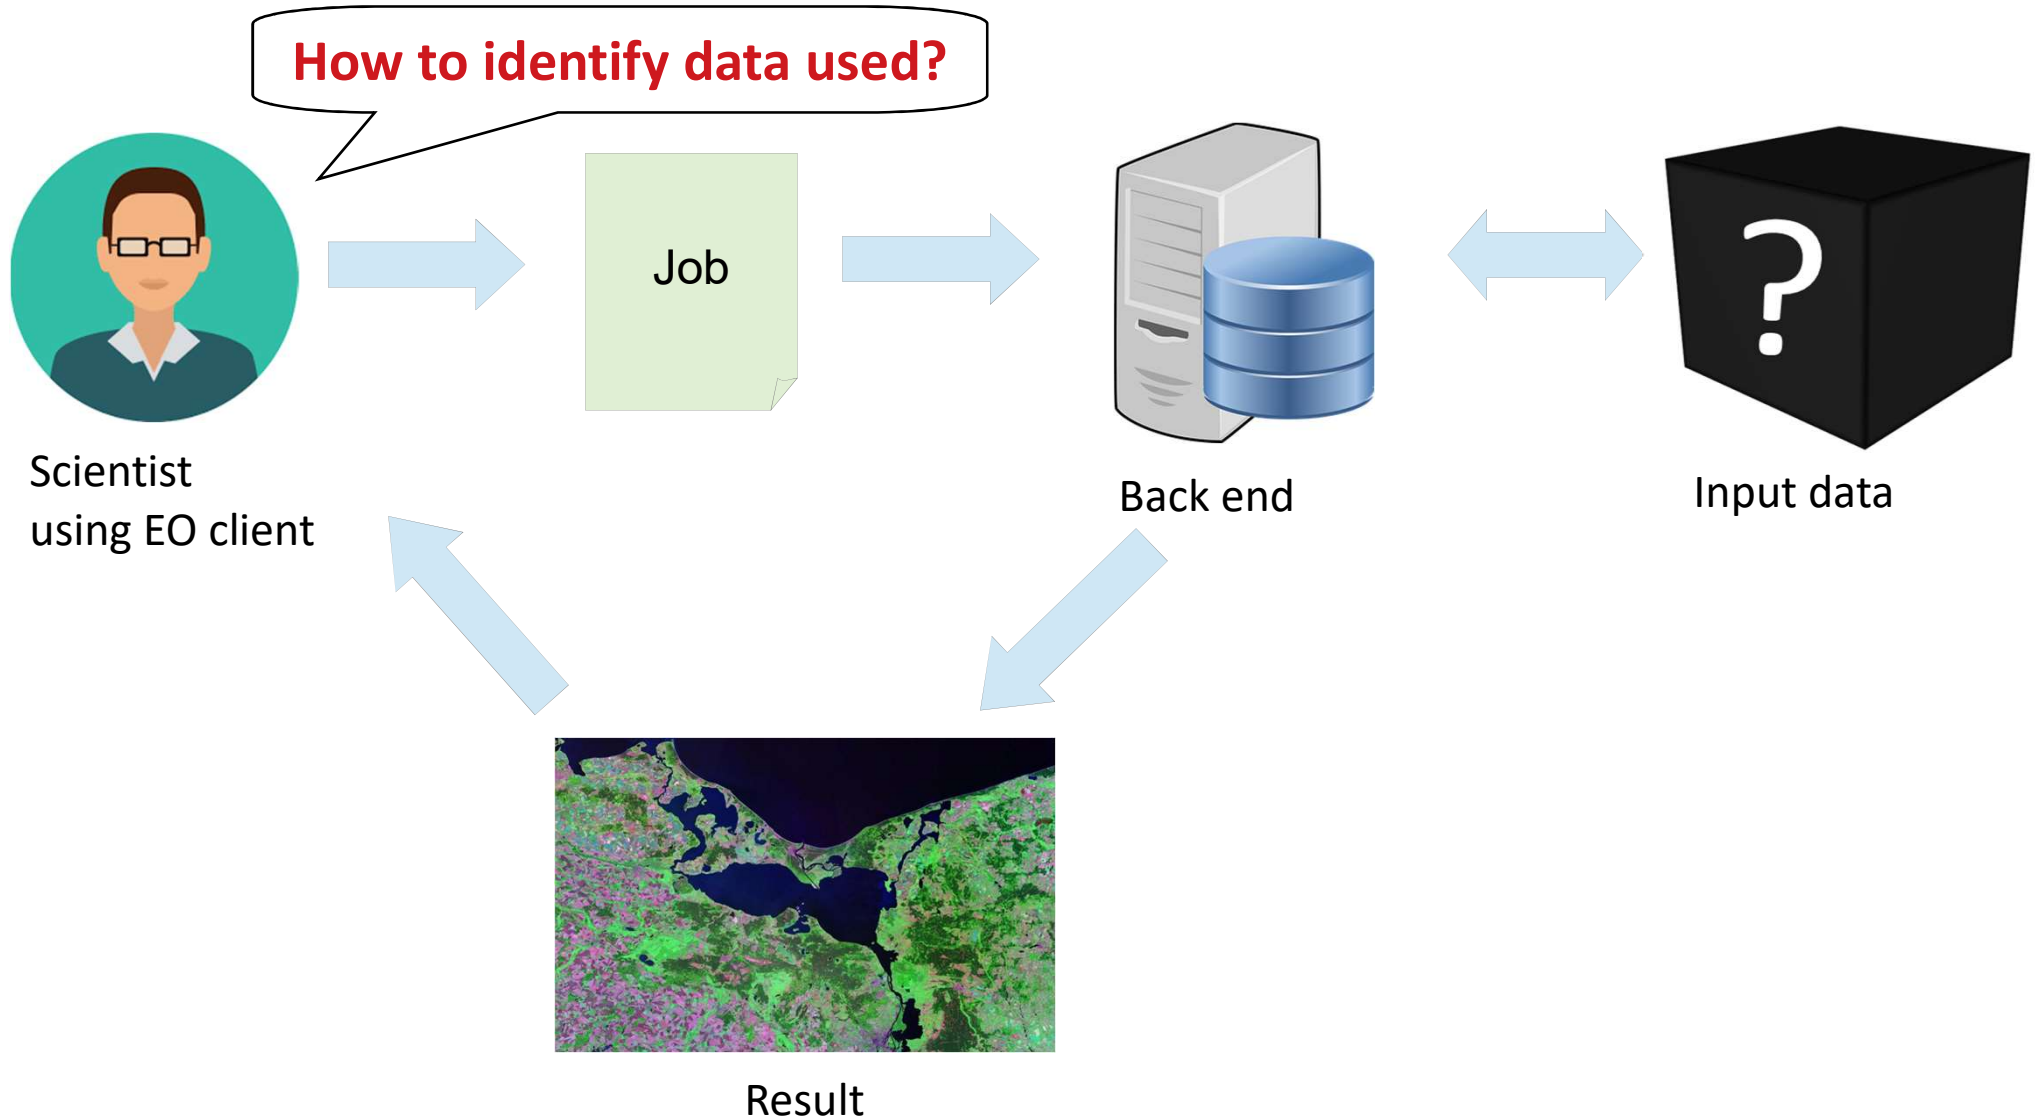 How to identify data used?
Job
?
Scientist
using EO client
Back end
Input data
Result